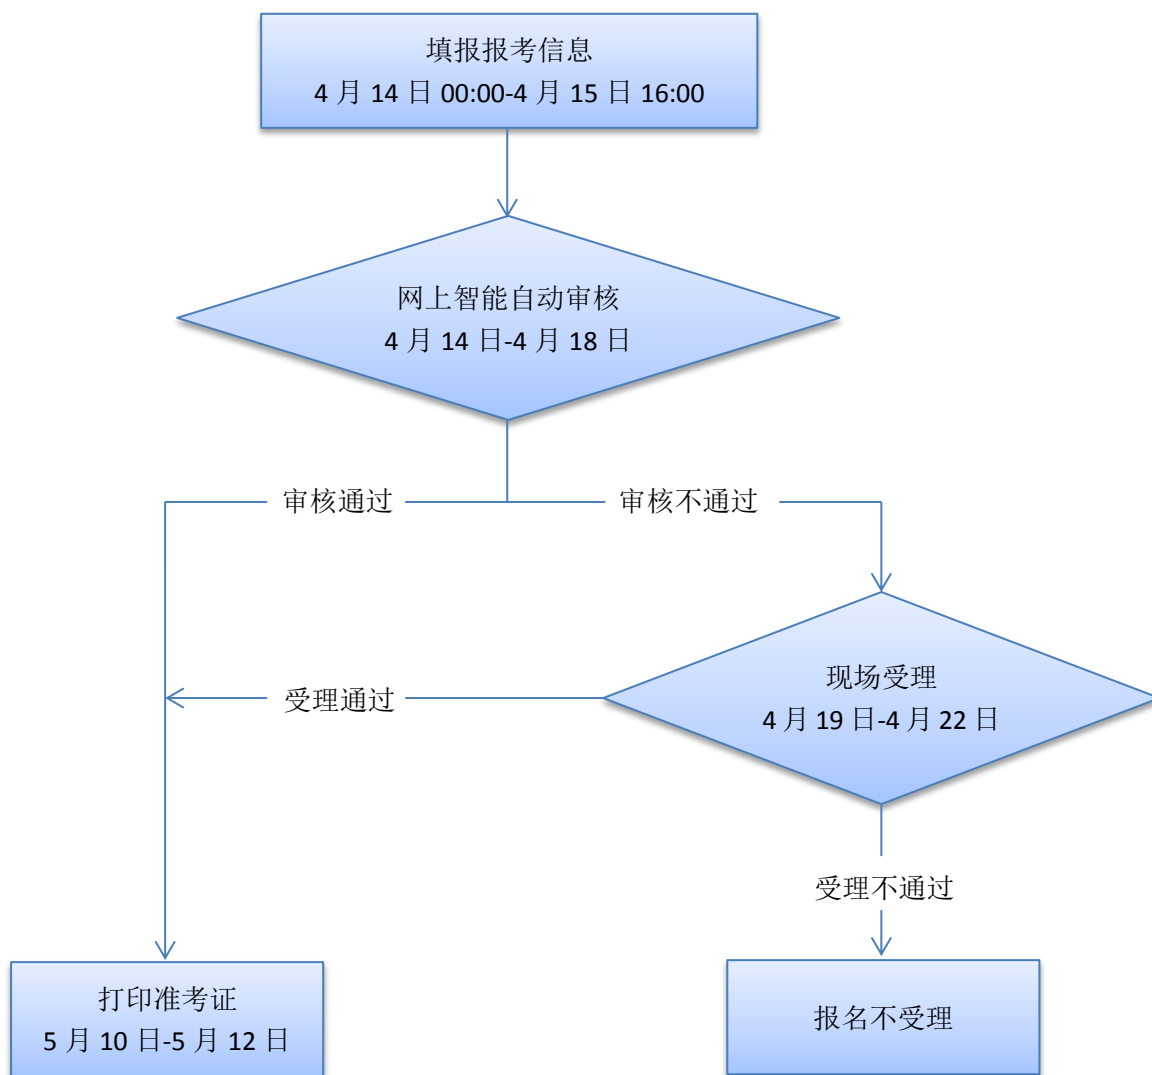 填报报考信息
4 月 14 日 00:00-4 月 15 日 16:00
网上智能自动审核
4 月 14 日-4 月 18 日
审核通过
审核不通过
现场受理
4 月 19 日-4 月 22 日
受理通过
受理不通过
打印准考证
5 月 10 日-5 月 12 日
报名不受理